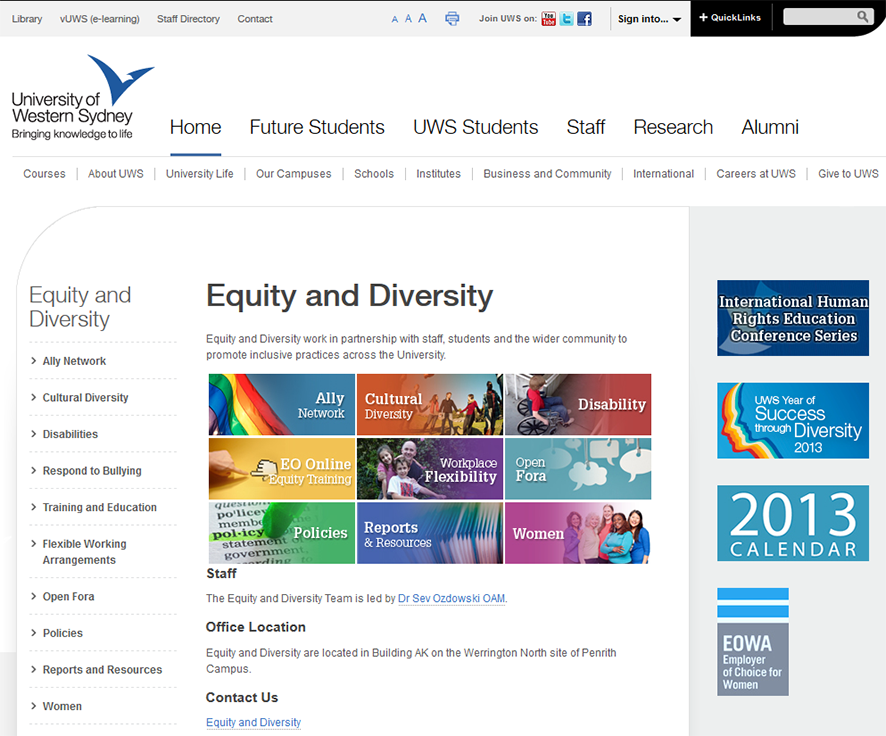 Library vUWS (e-learning) Staff Directory Contact A A A Join UWS on: You Tube t f Sign into... + QuickLinks
University of
Western Sydney
Bringing knowledge to life
Home Future Students UWS Students Staff Research Alumni
Courses About UWS University Life Our Campuses Schools Institutes Business and Community International Careers at UWS Give to UWS
Equity and
Diversity
Ally Network
Cultural Diversity
Disabilities
Respond to Bullying
Training and Education
Flexible Working
Arrangements
Open Fora
Policies
Reports and Resources
Women
Equity and Diversity
Equity and Diversity work in partnership with staff, students and the wider community to
promote inclusive practices across the University.
Ally
Network
Cultural
Diversity
Disability
EO Online
Equity Training
Workplace
Flexibility
Open
Fora
policy
member
policy
statement of
government
according
Policies
Reports
& Resources
Women
Staff
The Equity and Diversity Team is led by Dr Sev Ozdowski OAM.
Office Location
Equity and Diversity are located in Building AK on the Werrington North site of Penrith
Campus.
Contact Us
Equity and Diversity
International Human
Rights Education
Conference Series
UWS Year of
Success
through Diversity
2013
2013
CALENDAR
EOWA
Employer
of Choice for
Women